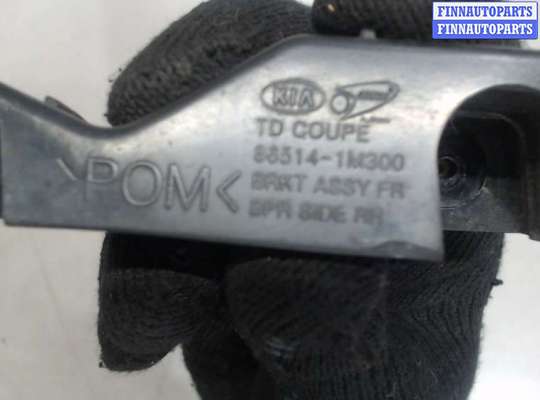 FINNAUTOPARTS
FINNAUTOPARTS
KIA
TD COUPE
86514-1M300
BRKT ASSY FR
BPR SIDE RH
>POM<